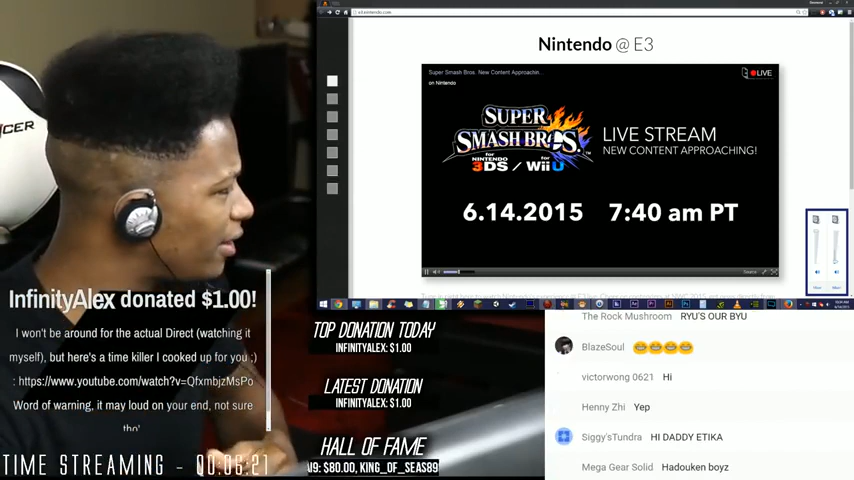 e3.nintendo.com
Nintendo @ E3
Super Smash Bros. New Content Approachin...
on Nintendo
LIVE
SUPER
SMASH BROS.
for NINTENDO 3DS / for Wii U
LIVE STREAM
NEW CONTENT APPROACHING!
6.14.2015 7:40 am PT
CER
InfinityAlex donated $1.00!
I won't be around for the actual Direct (watching it
myself), but here's a time killer I cooked up for you ;)
: https://www.youtube.com/watch?v=QfxmbjzMsPo
Word of warning, it may loud on your end, not sure
tho'
TIME STREAMING - 00:06:21
TOP DONATION TODAY
INFINITYALEX: $1.00
LATEST DONATION
INFINITYALEX: $1.00
HALL OF FAME
AI9: $80.00, KING_OF_SEAS89
The Rock Mushroom RYU'S OUR BYU
BlazeSoul 😂😂😂😂
victorwong 0621 Hi
Henny Zhi Yep
Siggy'sTundra HI DADDY ETIKA
Mega Gear Solid Hadouken boyz